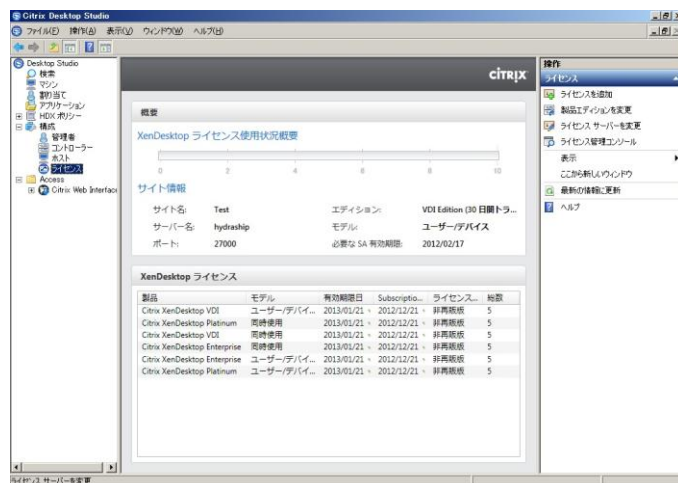 Citrix Desktop Studio
ファイル(F) 操作(A) 表示(V) ウィンドウ(W) ヘルプ(H)
Desktop Studio
検索
マシン
割り当て
アプリケーション
HDX ポリシー
構成
管理者
コントローラー
ホスト
ライセンス
Access
Citrix Web Interfac
CITRIX
概要
XenDesktop ライセンス使用状況概要
0 2 4 6 8 10
サイト情報
サイト名: Test エディション: VDI Edition (30 日間トラ...
サーバー名: hydraship モデル: ユーザー/デバイス
ポート: 27000 必要な SA 有効期限: 2012/02/17
XenDesktop ライセンス
製品 モデル 有効期限日 Subscriptio... ライセンス... 総数
Citrix XenDesktop VDI ユーザー/デバイ... 2013/01/21 2012/12/21 非再販版 5
Citrix XenDesktop Platinum 同時使用 2013/01/21 2012/12/21 非再販版 5
Citrix XenDesktop VDI 同時使用 2013/01/21 2012/12/21 非再販版 5
Citrix XenDesktop Enterprise 同時使用 2013/01/21 2012/12/21 非再販版 5
Citrix XenDesktop Enterprise ユーザー/デバイ... 2013/01/21 2012/12/21 非再販版 5
Citrix XenDesktop Platinum ユーザー/デバイ... 2013/01/21 2012/12/21 非再販版 5
操作
ライセンス
ライセンスを追加
製品エディションを変更
ライセンス サーバーを変更
ライセンス管理コンソール
表示
ここから新しいウィンドウ
最新の情報に更新
ヘルプ
ライセンス サーバーを変更